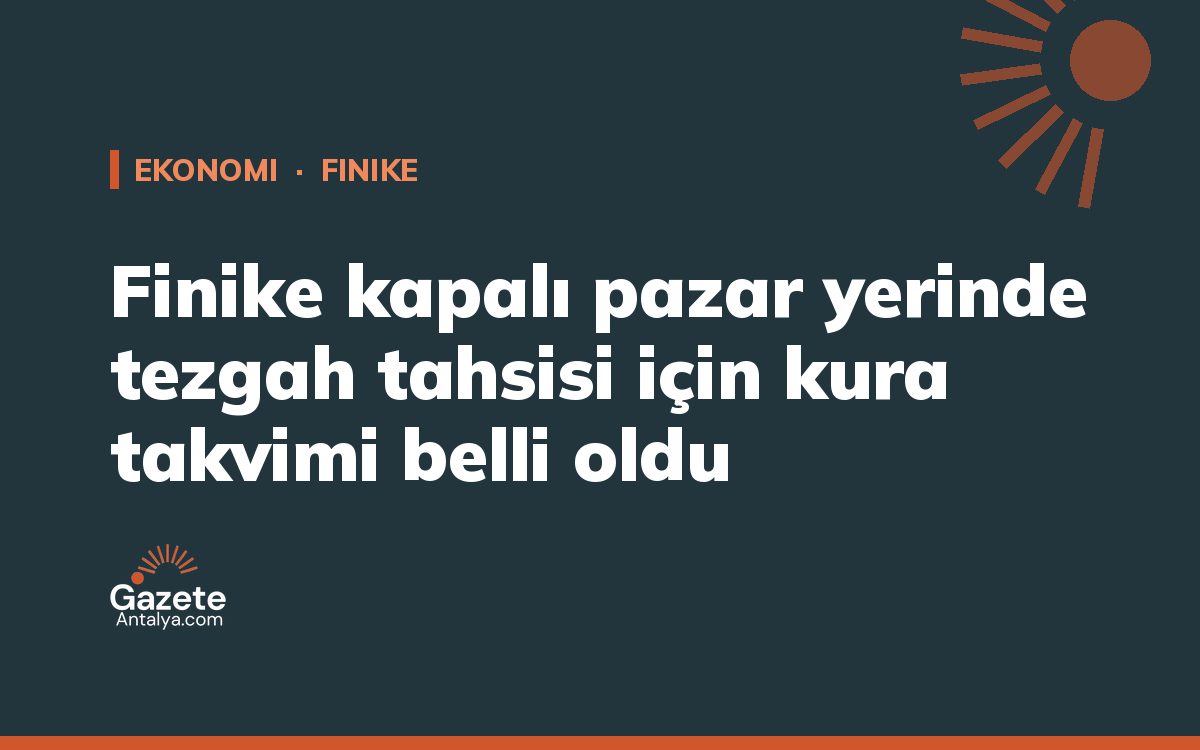 EKONOMI · FINIKE
Finike kapalı pazar yerinde
tezgah tahsisi için kura
takvimi belli oldu
Gazete
Antalya.com